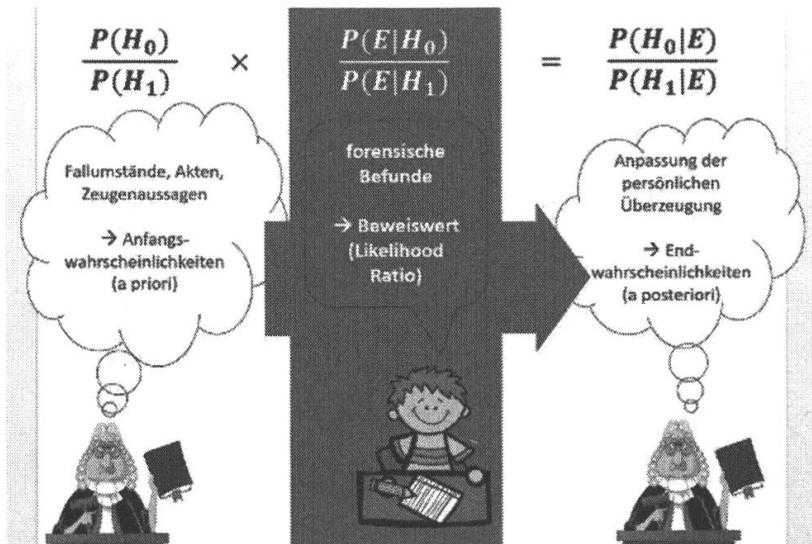 P(H₀)
P(H₁)
×
P(E|H₀)
P(E|H₁)
=
P(H₀|E)
P(H₁|E)
Fallumstände, Akten,
Zeugenaussagen
→ Anfangs-
wahrscheinlichkeiten
(a priori)
forensische
Befunde
→ Beweiswert
(Likelihood
Ratio)
Anpassung der
persönlichen
Überzeugung
→ End-
wahrscheinlichkeiten
(a posteriori)